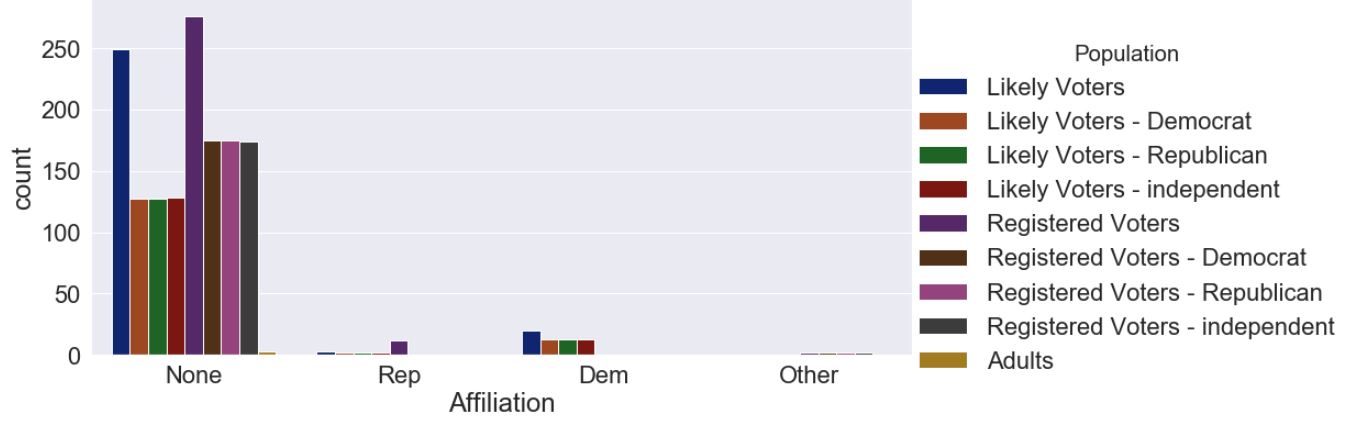 250
200
150
100
50
0
count
None Rep Dem Other
Affiliation
Population
Likely Voters
Likely Voters - Democrat
Likely Voters - Republican
Likely Voters - independent
Registered Voters
Registered Voters - Democrat
Registered Voters - Republican
Registered Voters - independent
Adults